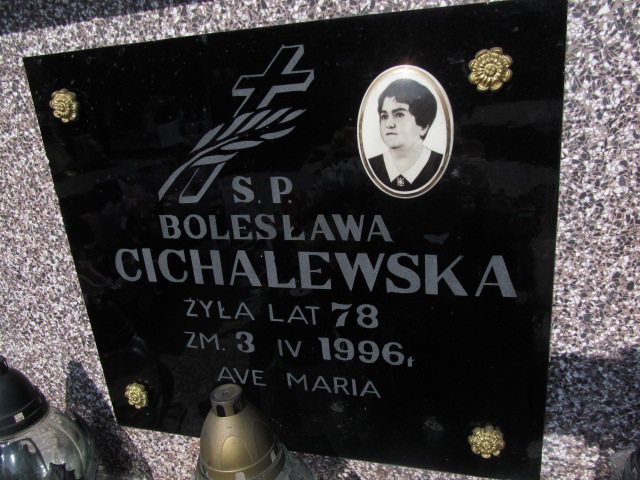 S.P.
BOLESŁAWA
CICHALEWSKA
ŻYŁA LAT 78
ZM. 3 IV 1996r
AVE MARIA